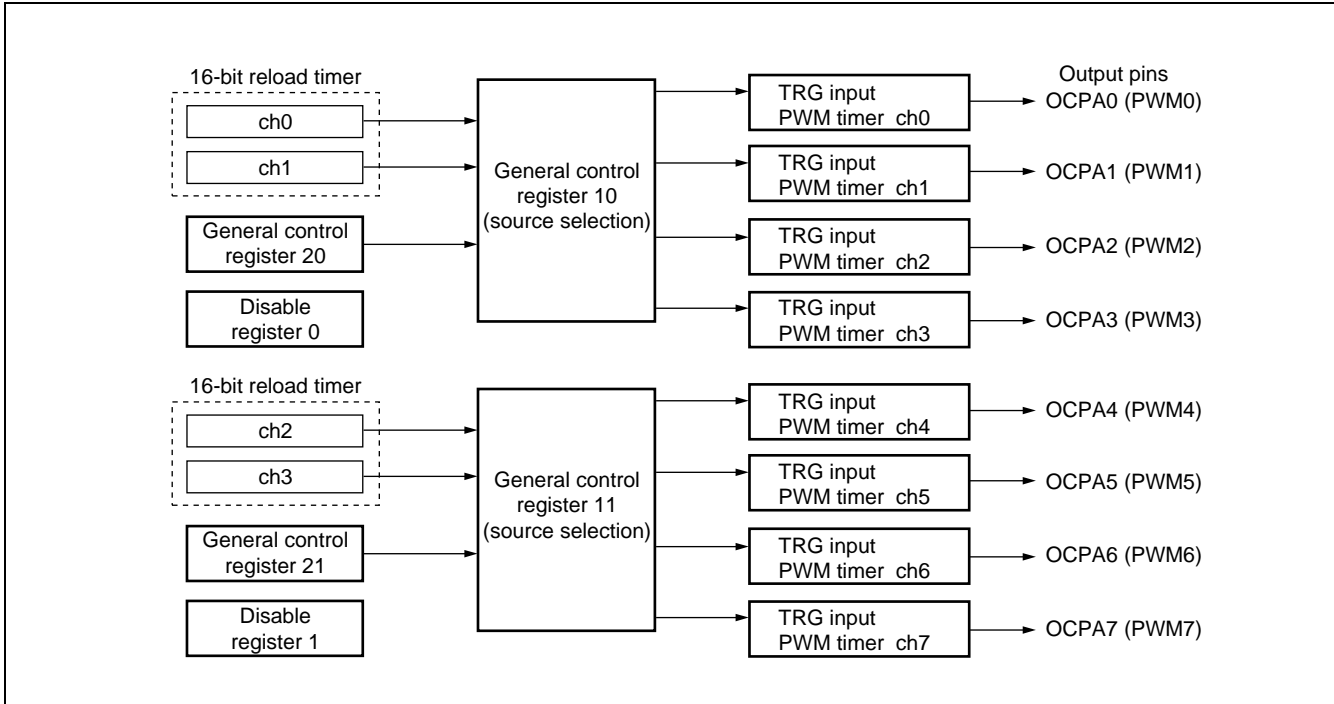 16-bit reload timer
ch0
ch1
General control
register 20
Disable
register 0
General control
register 10
(source selection)
TRG input
PWM timer ch0
TRG input
PWM timer ch1
TRG input
PWM timer ch2
TRG input
PWM timer ch3
Output pins
OCPA0 (PWM0)
OCPA1 (PWM1)
OCPA2 (PWM2)
OCPA3 (PWM3)
16-bit reload timer
ch2
ch3
General control
register 21
Disable
register 1
General control
register 11
(source selection)
TRG input
PWM timer ch4
TRG input
PWM timer ch5
TRG input
PWM timer ch6
TRG input
PWM timer ch7
OCPA4 (PWM4)
OCPA5 (PWM5)
OCPA6 (PWM6)
OCPA7 (PWM7)